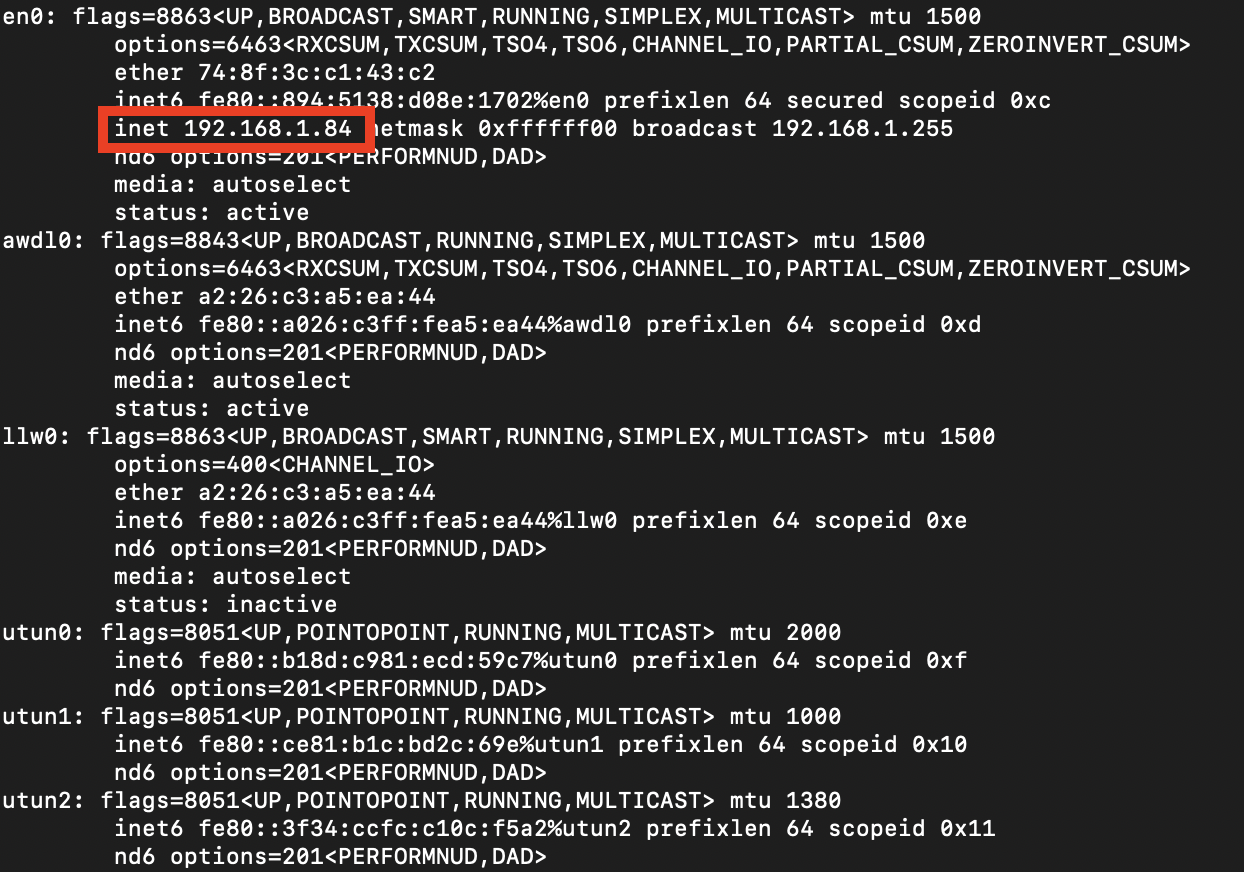 en0: flags=8863<UP,BROADCAST,SMART,RUNNING,SIMPLEX,MULTICAST> mtu 1500
options=6463<RXCSUM,TXCSUM,TSO4,TSO6,CHANNEL_IO,PARTIAL_CSUM,ZEROINVERT_CSUM>
ether 74:8f:3c:c1:43:c2
inet6 fe80::894:5138:d08e:1702%en0 prefixlen 64 secured scopeid 0xc
inet 192.168.1.84 netmask 0xffffff00 broadcast 192.168.1.255
nd6 options=201<PERFORMNUD,DAD>
media: autoselect
status: active
awdl0: flags=8843<UP,BROADCAST,RUNNING,SIMPLEX,MULTICAST> mtu 1500
options=6463<RXCSUM,TXCSUM,TSO4,TSO6,CHANNEL_IO,PARTIAL_CSUM,ZEROINVERT_CSUM>
ether a2:26:c3:a5:ea:44
inet6 fe80::a026:c3ff:fea5:ea44%awdl0 prefixlen 64 scopeid 0xd
nd6 options=201<PERFORMNUD,DAD>
media: autoselect
status: active
llw0: flags=8863<UP,BROADCAST,SMART,RUNNING,SIMPLEX,MULTICAST> mtu 1500
options=400<CHANNEL_IO>
ether a2:26:c3:a5:ea:44
inet6 fe80::a026:c3ff:fea5:ea44%llw0 prefixlen 64 scopeid 0xe
nd6 options=201<PERFORMNUD,DAD>
media: autoselect
status: inactive
utun0: flags=8051<UP,POINTOPOINT,RUNNING,MULTICAST> mtu 2000
inet6 fe80::b18d:c981:ecd:59c7%utun0 prefixlen 64 scopeid 0xf
nd6 options=201<PERFORMNUD,DAD>
utun1: flags=8051<UP,POINTOPOINT,RUNNING,MULTICAST> mtu 1000
inet6 fe80::ce81:b1c:bd2c:69e%utun1 prefixlen 64 scopeid 0x10
nd6 options=201<PERFORMNUD,DAD>
utun2: flags=8051<UP,POINTOPOINT,RUNNING,MULTICAST> mtu 1380
inet6 fe80::3f34:ccfc:c10c:f5a2%utun2 prefixlen 64 scopeid 0x11
nd6 options=201<PERFORMNUD,DAD>